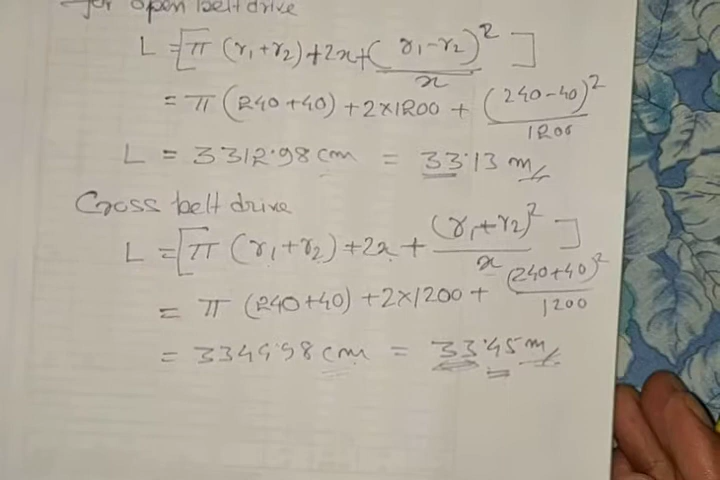 for open belt drive
L = [π (r₁+r₂)+2x+(r₁-r₂)²/x]
= π (240+40) + 2×1200 + (240-40)²/1200
L = 3312.98 cm = 33.13 m
Cross belt drive
L = [π (r₁+r₂)+2x + (r₁+r₂)²/x]
= π (240+40) +2×1200+ (240+40)²/1200
= 3344.98 cm = 33.45 m